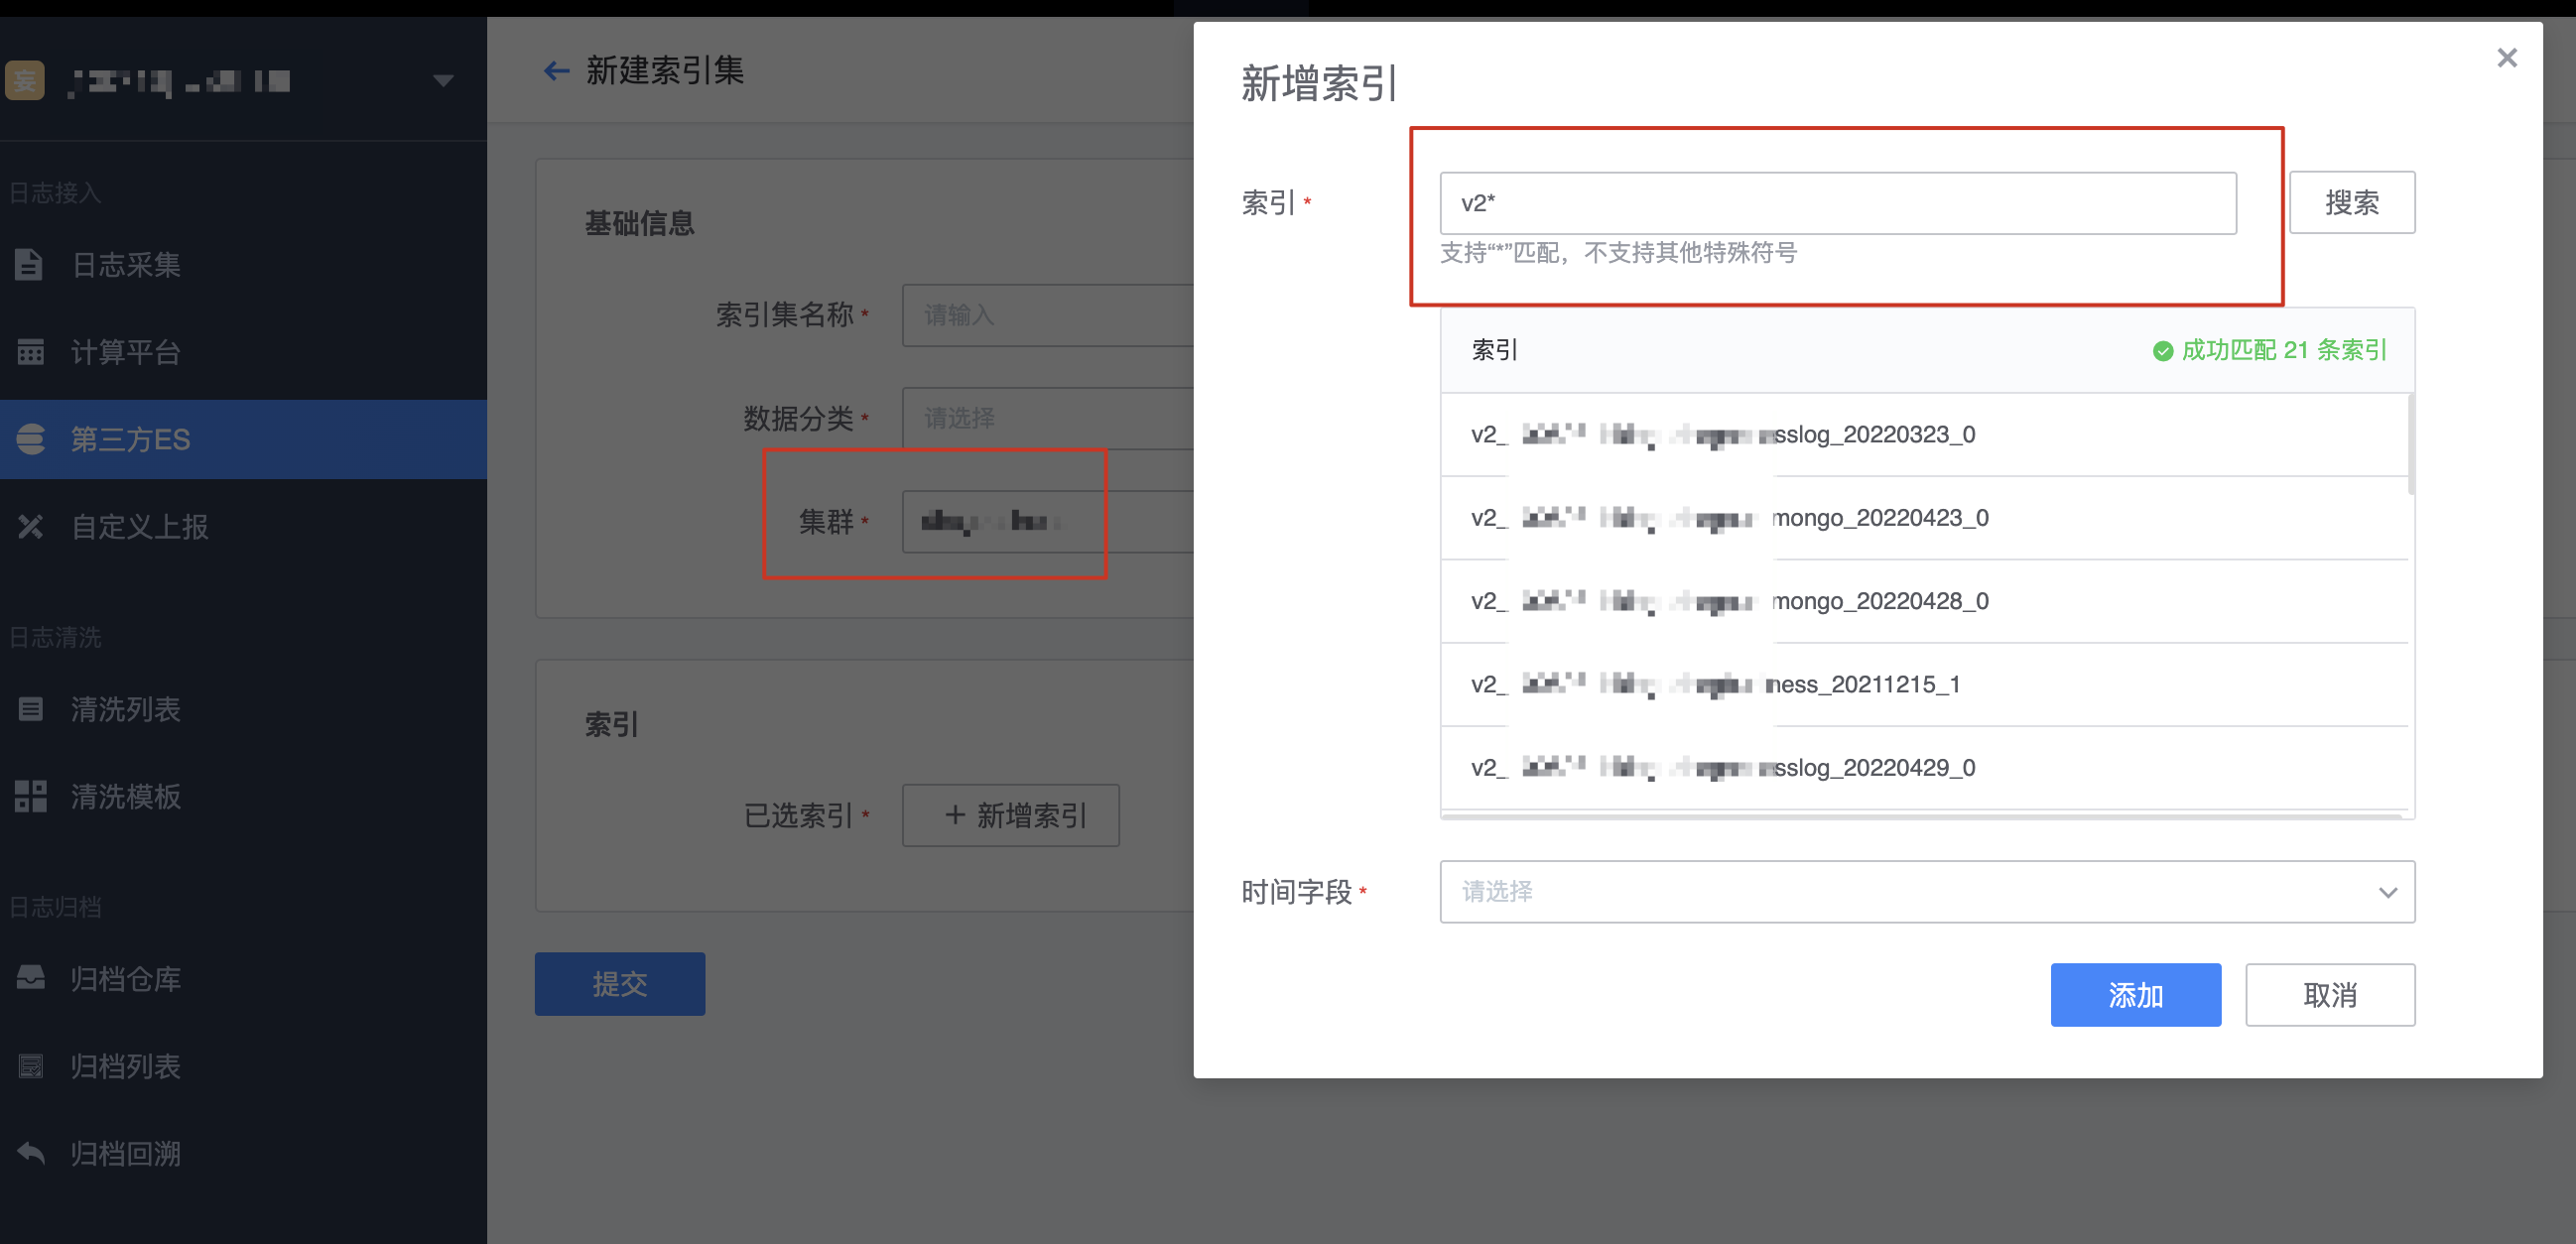 妄
日志接入
日志采集
计算平台
第三方ES
自定义上报
日志清洗
清洗列表
清洗模板
日志归档
归档仓库
归档列表
归档回溯
新建索引集
基础信息
索引集名称 *
请输入
数据分类 *
请选择
集群 *
索引
已选索引 *
+ 新增索引
提交
新增索引
索引 *
v2*
搜索
支持“*”匹配，不支持其他特殊符号
索引
成功匹配 21 条索引
v2_ sslog_20220323_0
v2_ mongo_20220423_0
v2_ mongo_20220428_0
v2_ ness_20211215_1
v2_ sslog_20220429_0
时间字段 *
请选择
添加
取消